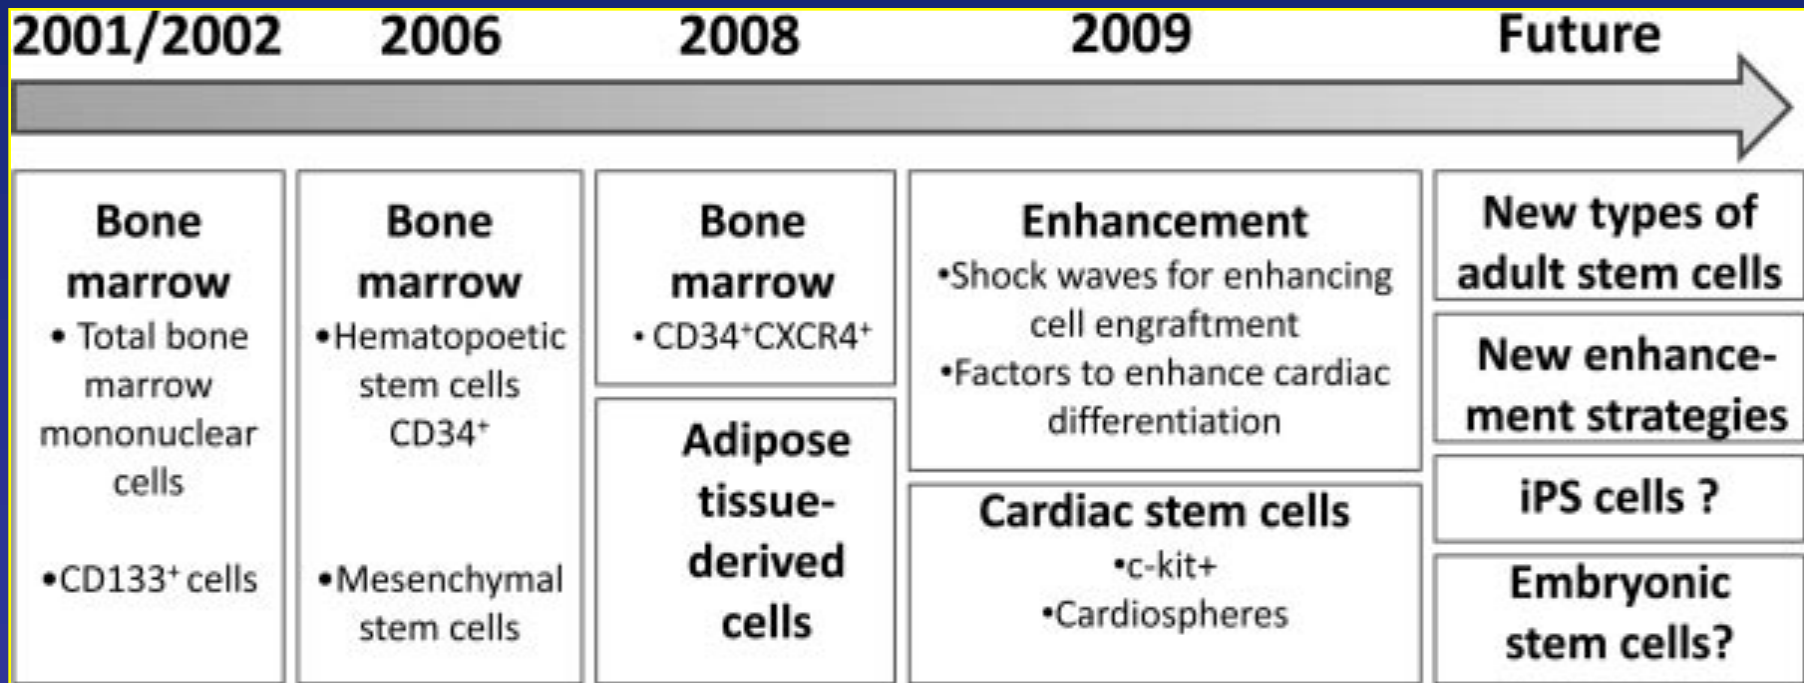 2001/2002
2006
2008
2009
Future
Bone
marrow
• Total bone
marrow
mononuclear
cells
•CD133⁺ cells
Bone
marrow
•Hematopoetic
stem cells
CD34⁺
•Mesenchymal
stem cells
Bone
marrow
• CD34⁺CXCR4⁺
Adipose
tissue-
derived
cells
Enhancement
•Shock waves for enhancing
cell engraftment
•Factors to enhance cardiac
differentiation
Cardiac stem cells
•c-kit+
•Cardiospheres
New types of
adult stem cells
New enhance-
ment strategies
iPS cells ?
Embryonic
stem cells?